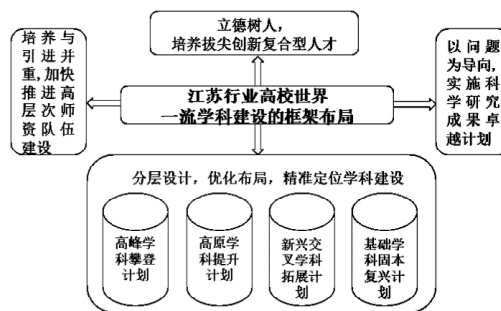 立德树人，
培养拔尖创新复合型人才
培养与
引进并
重，加快
推进高
层次师
资队伍
建设
江苏行业高校世界
一流学科建设的框架布局
以问题
为导向，
实施科
学研究
成果卓
越计划
分层设计，优化布局，精准定位学科建设
高峰学
科攀登
计划
高原学
科提升
计划
新兴交
叉学科
拓展计
划
基础学
科固本
复兴计
划